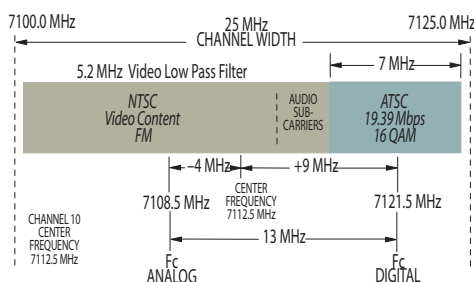 7100.0 MHz 25 MHz 7125.0 MHz
CHANNEL WIDTH
5.2 MHz Video Low Pass Filter
7 MHz
NTSC
Video Content
FM
AUDIO
SUB-
CARRIERS
ATSC
19.39 Mbps
16 QAM
–4 MHz
+9 MHz
CENTER
FREQUENCY
7112.5 MHz
7108.5 MHz
7121.5 MHz
CHANNEL 10
CENTER
FREQUENCY
7112.5 MHz
13 MHz
Fc
ANALOG
Fc
DIGITAL